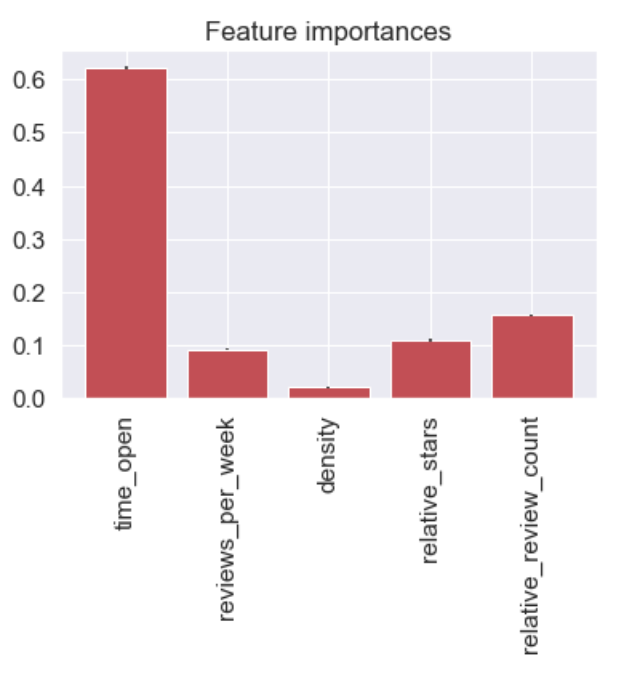 Feature importances
0.6
0.5
0.4
0.3
0.2
0.1
0.0
time_open
reviews_per_week
density
relative_stars
relative_review_count